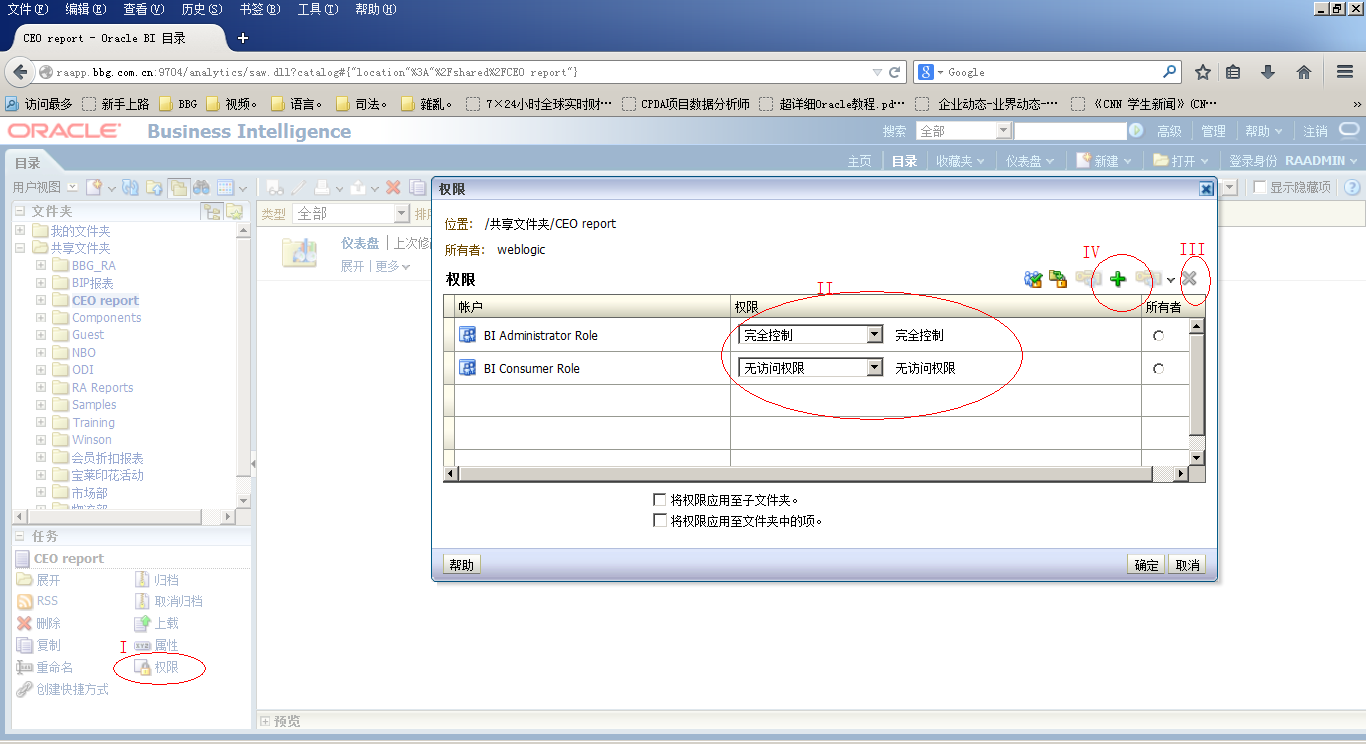 文件(F) 编辑(E) 查看(V) 历史(S) 书签(B) 工具(T) 帮助(H)
CEO report - Oracle BI 目录
raapp.bbg.com.cn:9704/analytics/saw.dll?catalog#{"location"%3A"%2Fshared%2FCEO report"}
Google
访问最多 新手上路 BBG 视频。 语言。 司法。 雜亂。 7×24小时全球实时财… CPDA项目数据分析师 超详细Oracle教程.pd… 企业动态-业界动态-… 《CNN 学生新闻》(CN…
ORACLE Business Intelligence
搜索 全部 高级 管理 帮助 注销
目录
主页 目录 收藏夹 仪表盘 新建 打开 登录身份 RAADMIN
用户视图
显示隐藏项
文件夹
类型 全部
我的文件夹
共享文件夹
BBG_RA
BIP报表
CEO report
Components
Guest
NBO
ODI
RA Reports
Samples
Training
Winson
会员折扣报表
宝莱印花活动
市场部
仪表盘 上次修
展开 更多
任务
CEO report
展开 归档
RSS 取消归档
删除 上载
复制 I 属性
重命名 权限
创建快捷方式
预览
权限
位置: /共享文件夹/CEO report
所有者: weblogic
权限
IV III
II
帐户 权限 所有者
BI Administrator Role 完全控制 完全控制
BI Consumer Role 无访问权限 无访问权限
将权限应用至子文件夹。
将权限应用至文件夹中的项。
帮助 确定 取消